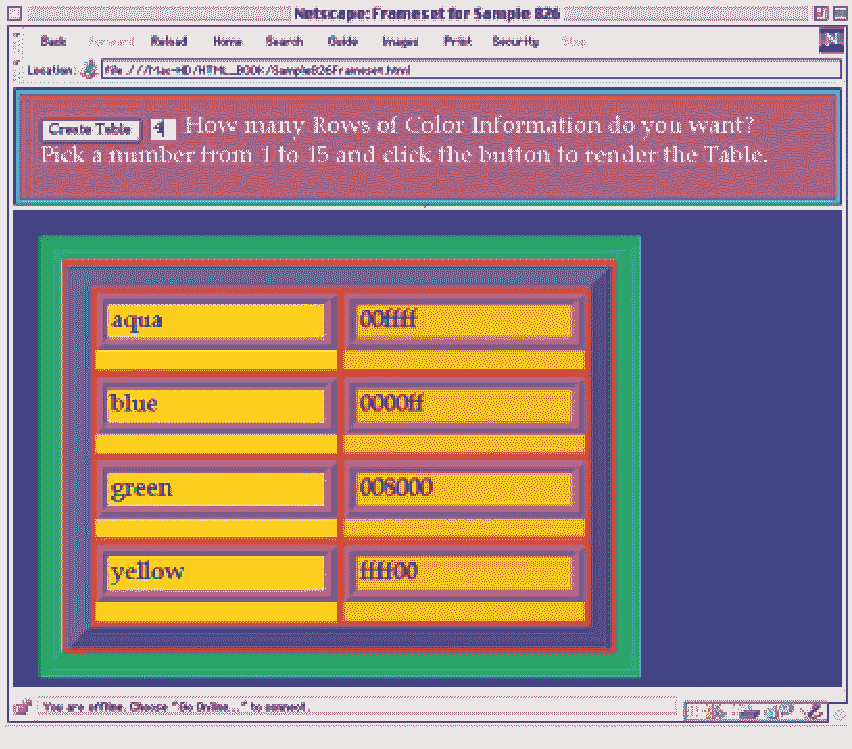 Netscape: Frameset for Sample 826
Back Forward Reload Home Search Guide Images Print Security Stop
Location: file:///Mac-HD/HTML_BOOK/Sample826Frameset.html
N
Create Table 4 How many Rows of Color Information do you want?
Pick a number from 1 to 15 and click the button to render the Table.
aqua 00ffff
blue 0000ff
green 008000
yellow ffff00
You are offline. Choose "Go Online..." to connect.